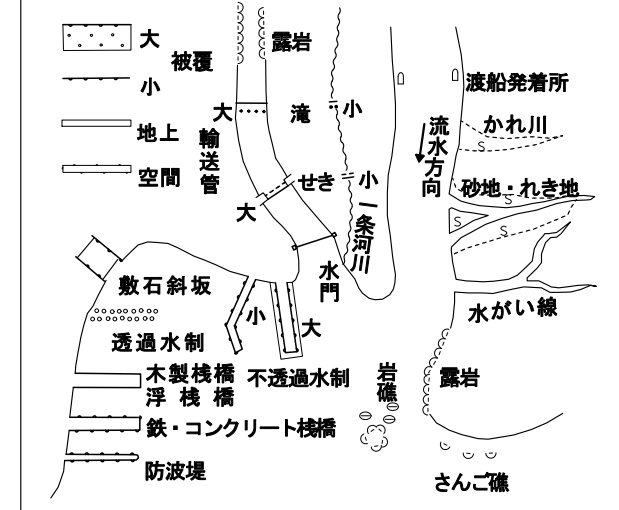 大
被覆
小
地上
輸送管
空間
露岩
大
滝
小
せき
小
大
一条河川
水門
渡船発着所
流水方向
かれ川
S
砂地・れき地
S
S
S
水がい線
敷石斜坂
小
大
透過水制
不透過水制
木製桟橋
浮桟橋
鉄・コンクリート桟橋
防波堤
岩礁
露岩
さんご礁